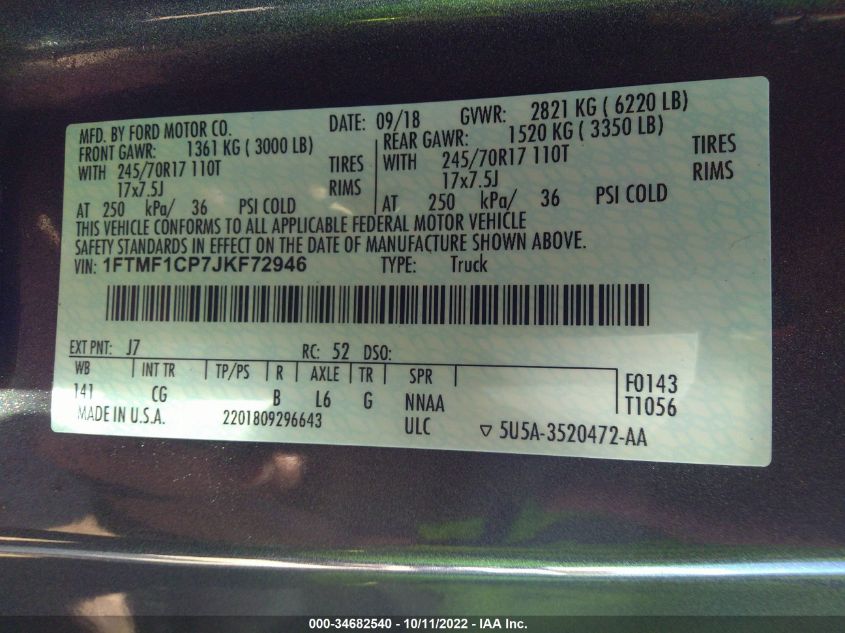 MFD. BY FORD MOTOR CO. DATE: 09/18 GVWR: 2821 KG ( 6220 LB)
FRONT GAWR: 1361 KG ( 3000 LB) REAR GAWR: 1520 KG ( 3350 LB)
WITH 245/70R17 110T TIRES WITH 245/70R17 110T TIRES
17x7.5J RIMS 17x7.5J RIMS
AT 250 kPa/ 36 PSI COLD AT 250 kPa/ 36 PSI COLD
THIS VEHICLE CONFORMS TO ALL APPLICABLE FEDERAL MOTOR VEHICLE
SAFETY STANDARDS IN EFFECT ON THE DATE OF MANUFACTURE SHOWN ABOVE.
VIN: 1FTMF1CP7JKF72946 TYPE: Truck
EXT PNT: J7 RC: 52 DSO:
WB INT TR TP/PS R AXLE TR SPR F0143
141 CG B L6 G NNAA T1056
MADE IN U.S.A. 2201809296643 ULC ▽ 5U5A-3520472-AA
000-34682540 - 10/11/2022 - IAA Inc.